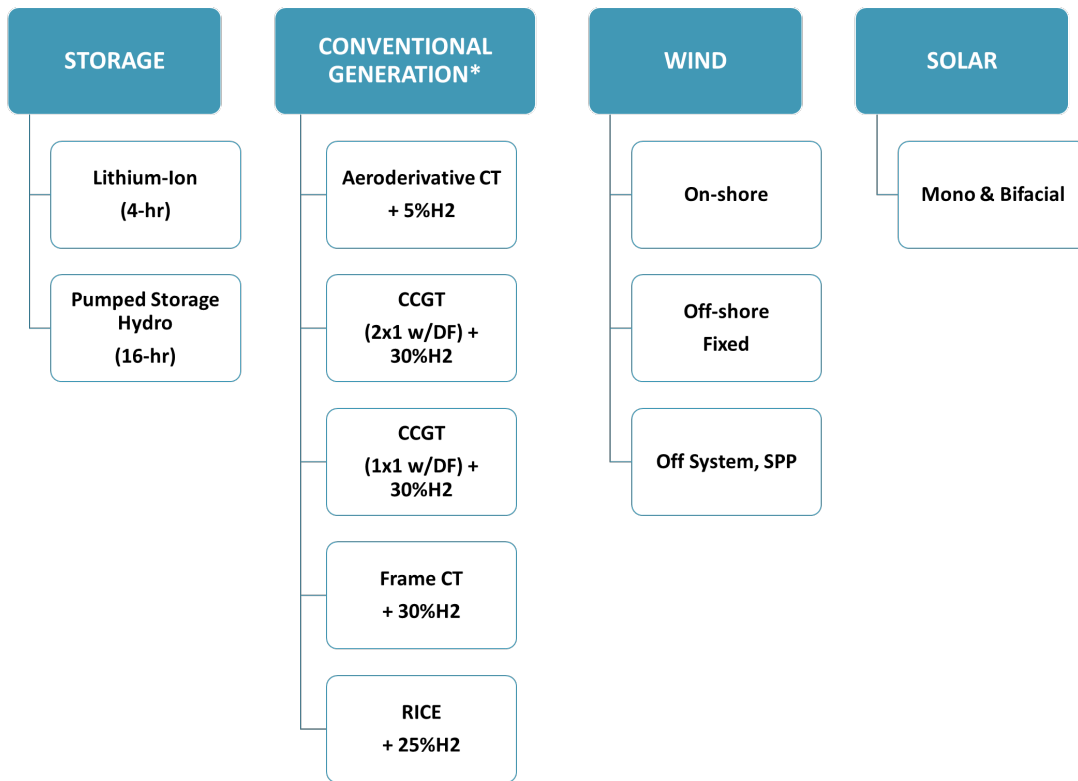 STORAGE
Lithium-Ion
(4-hr)
Pumped Storage
Hydro
(16-hr)
CONVENTIONAL
GENERATION*
Aeroderivative CT
+ 5%H2
CCGT
(2x1 w/DF) +
30%H2
CCGT
(1x1 w/DF) +
30%H2
Frame CT
+ 30%H2
RICE
+ 25%H2
WIND
On-shore
Off-shore
Fixed
Off System, SPP
SOLAR
Mono & Bifacial